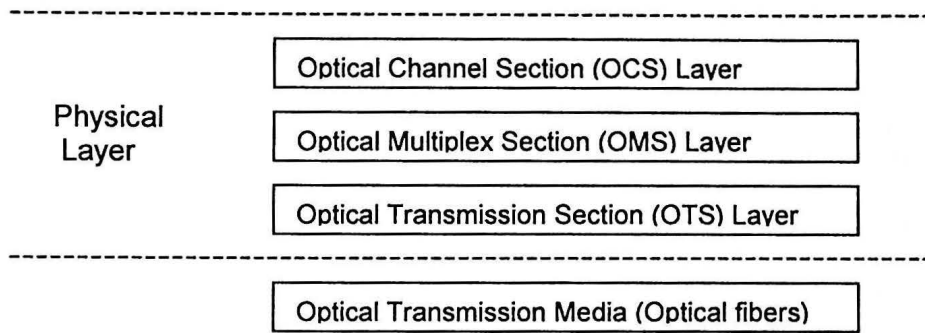 Optical Channel Section (OCS) Layer
Physical
Layer
Optical Multiplex Section (OMS) Layer
Optical Transmission Section (OTS) Layer
Optical Transmission Media (Optical fibers)